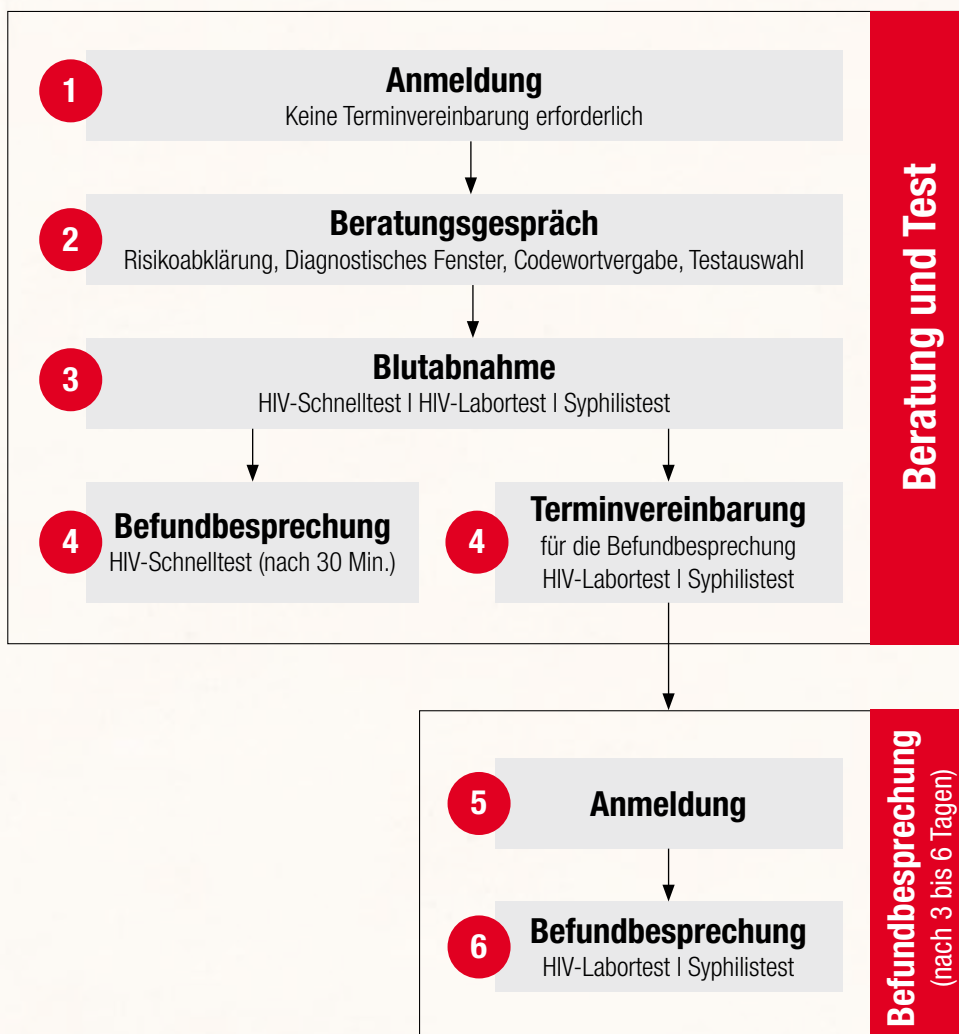 1
Anmeldung
Keine Terminvereinbarung erforderlich
2
Beratungsgespräch
Risikoabklärung, Diagnostisches Fenster, Codewortvergabe, Testauswahl
3
Blutabnahme
HIV-Schnelltest I HIV-Labortest I Syphilistest
4
Befundbesprechung
HIV-Schnelltest (nach 30 Min.)
4
Terminvereinbarung
für die Befundbesprechung
HIV-Labortest I Syphilistest
Beratung und Test
5
Anmeldung
6
Befundbesprechung
HIV-Labortest I Syphilistest
Befundbesprechung
(nach 3 bis 6 Tagen)